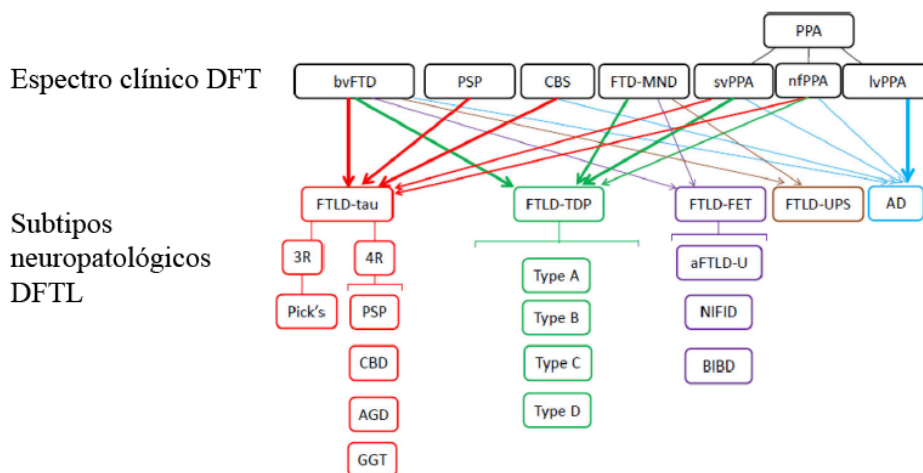 PPA
Espectro clínico DFT
bvFTD PSP CBS FTD-MND svPPA nfPPA lvPPA
FTLD-tau FTLD-TDP FTLD-FET FTLD-UPS AD
Subtipos
neuropatológicos
DFTL
3R 4R aFTLD-U
Type A
Pick's PSP Type B NIFID
CBD Type C BIBD
AGD Type D
GGT